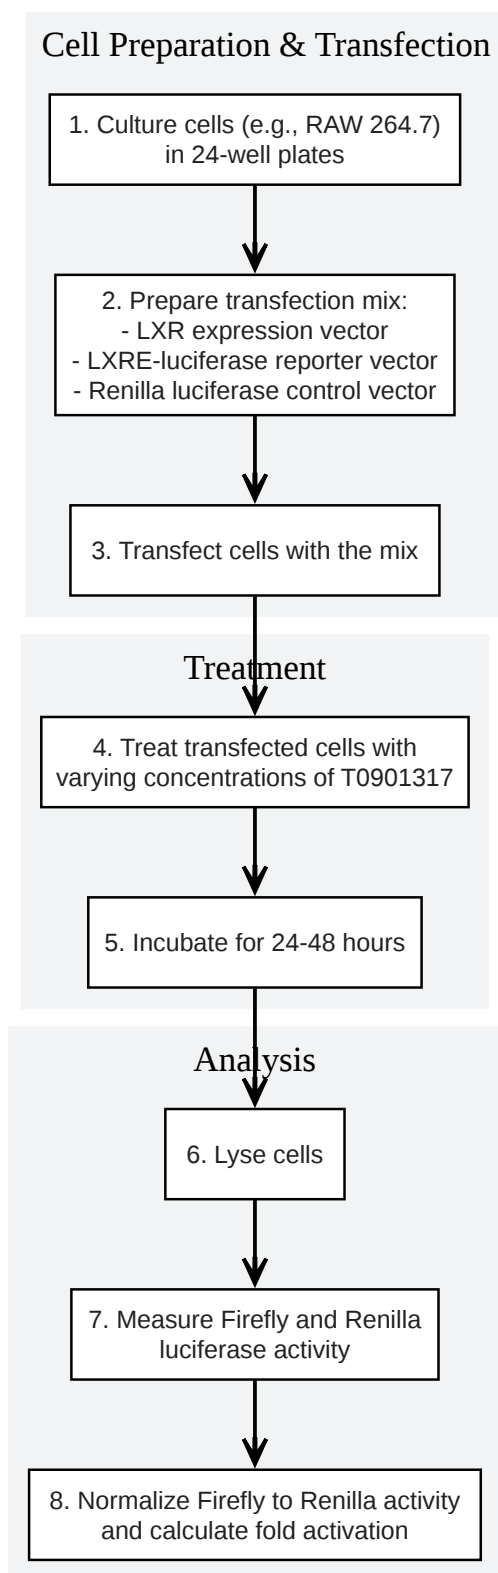 Cell Preparation & Transfection
1. Culture cells (e.g., RAW 264.7)
in 24-well plates
2. Prepare transfection mix:
- LXR expression vector
- LXRE-luciferase reporter vector
- Renilla luciferase control vector
3. Transfect cells with the mix
Treatment
4. Treat transfected cells with
varying concentrations of T0901317
5. Incubate for 24-48 hours
Analysis
6. Lyse cells
7. Measure Firefly and Renilla
luciferase activity
8. Normalize Firefly to Renilla activity
and calculate fold activation